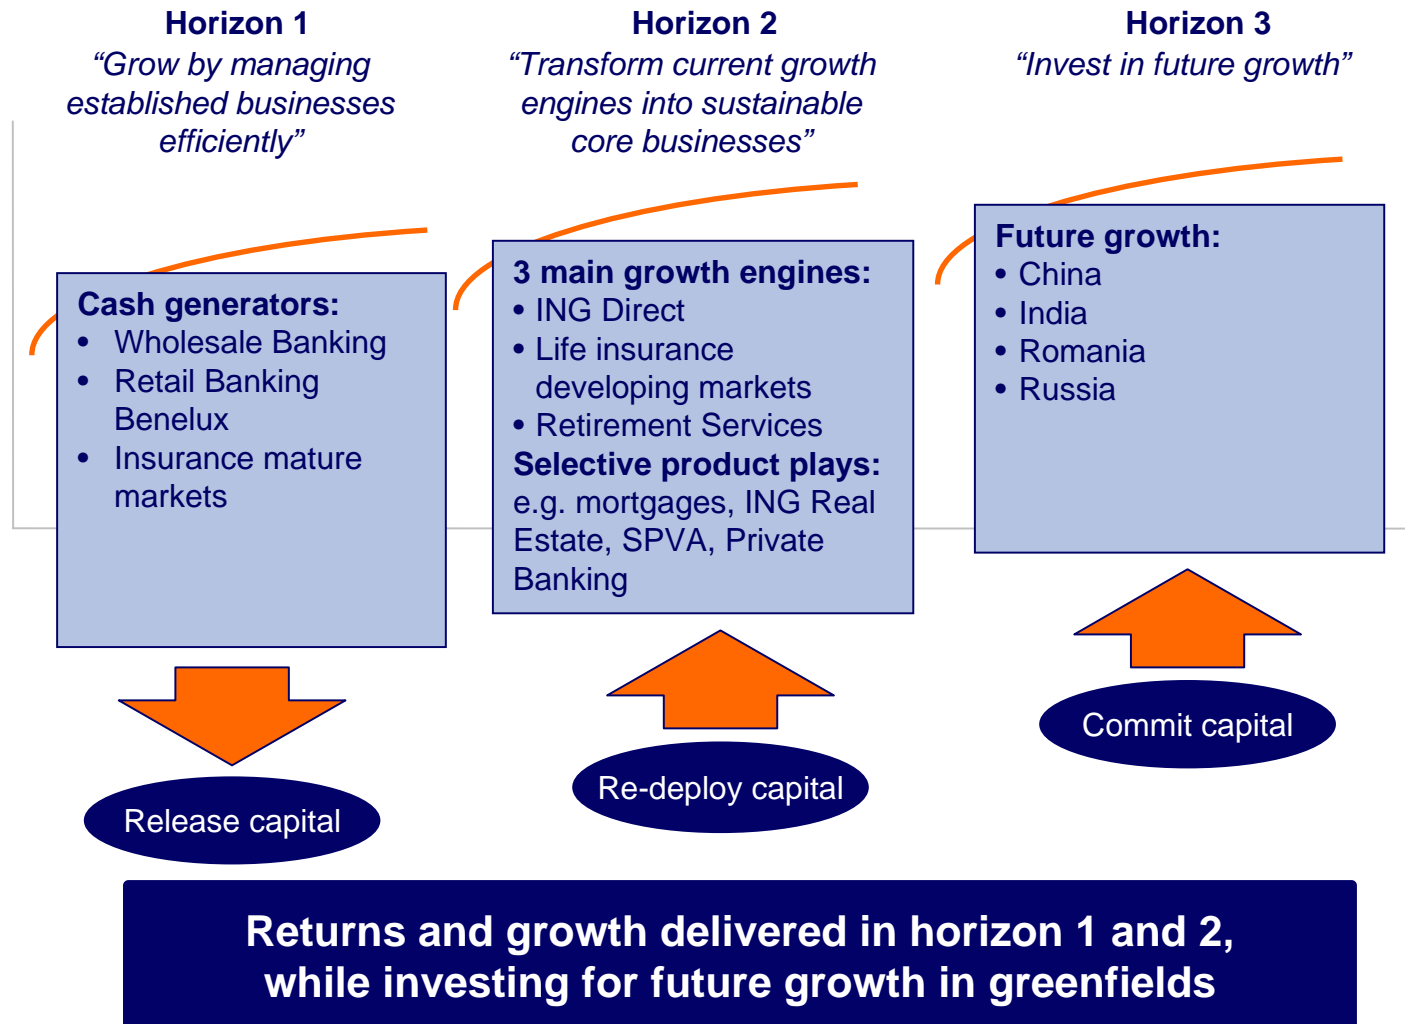 Horizon 1
“Grow by managing
established businesses
efficiently”
Horizon 2
“Transform current growth
engines into sustainable
core businesses”
Horizon 3
“Invest in future growth”
Cash generators:
• Wholesale Banking
• Retail Banking
Benelux
• Insurance mature
markets
3 main growth engines:
• ING Direct
• Life insurance
developing markets
• Retirement Services
Selective product plays:
e.g. mortgages, ING Real
Estate, SPVA, Private
Banking
Future growth:
• China
• India
• Romania
• Russia
Release capital
Re-deploy capital
Commit capital
Returns and growth delivered in horizon 1 and 2,
while investing for future growth in greenfields